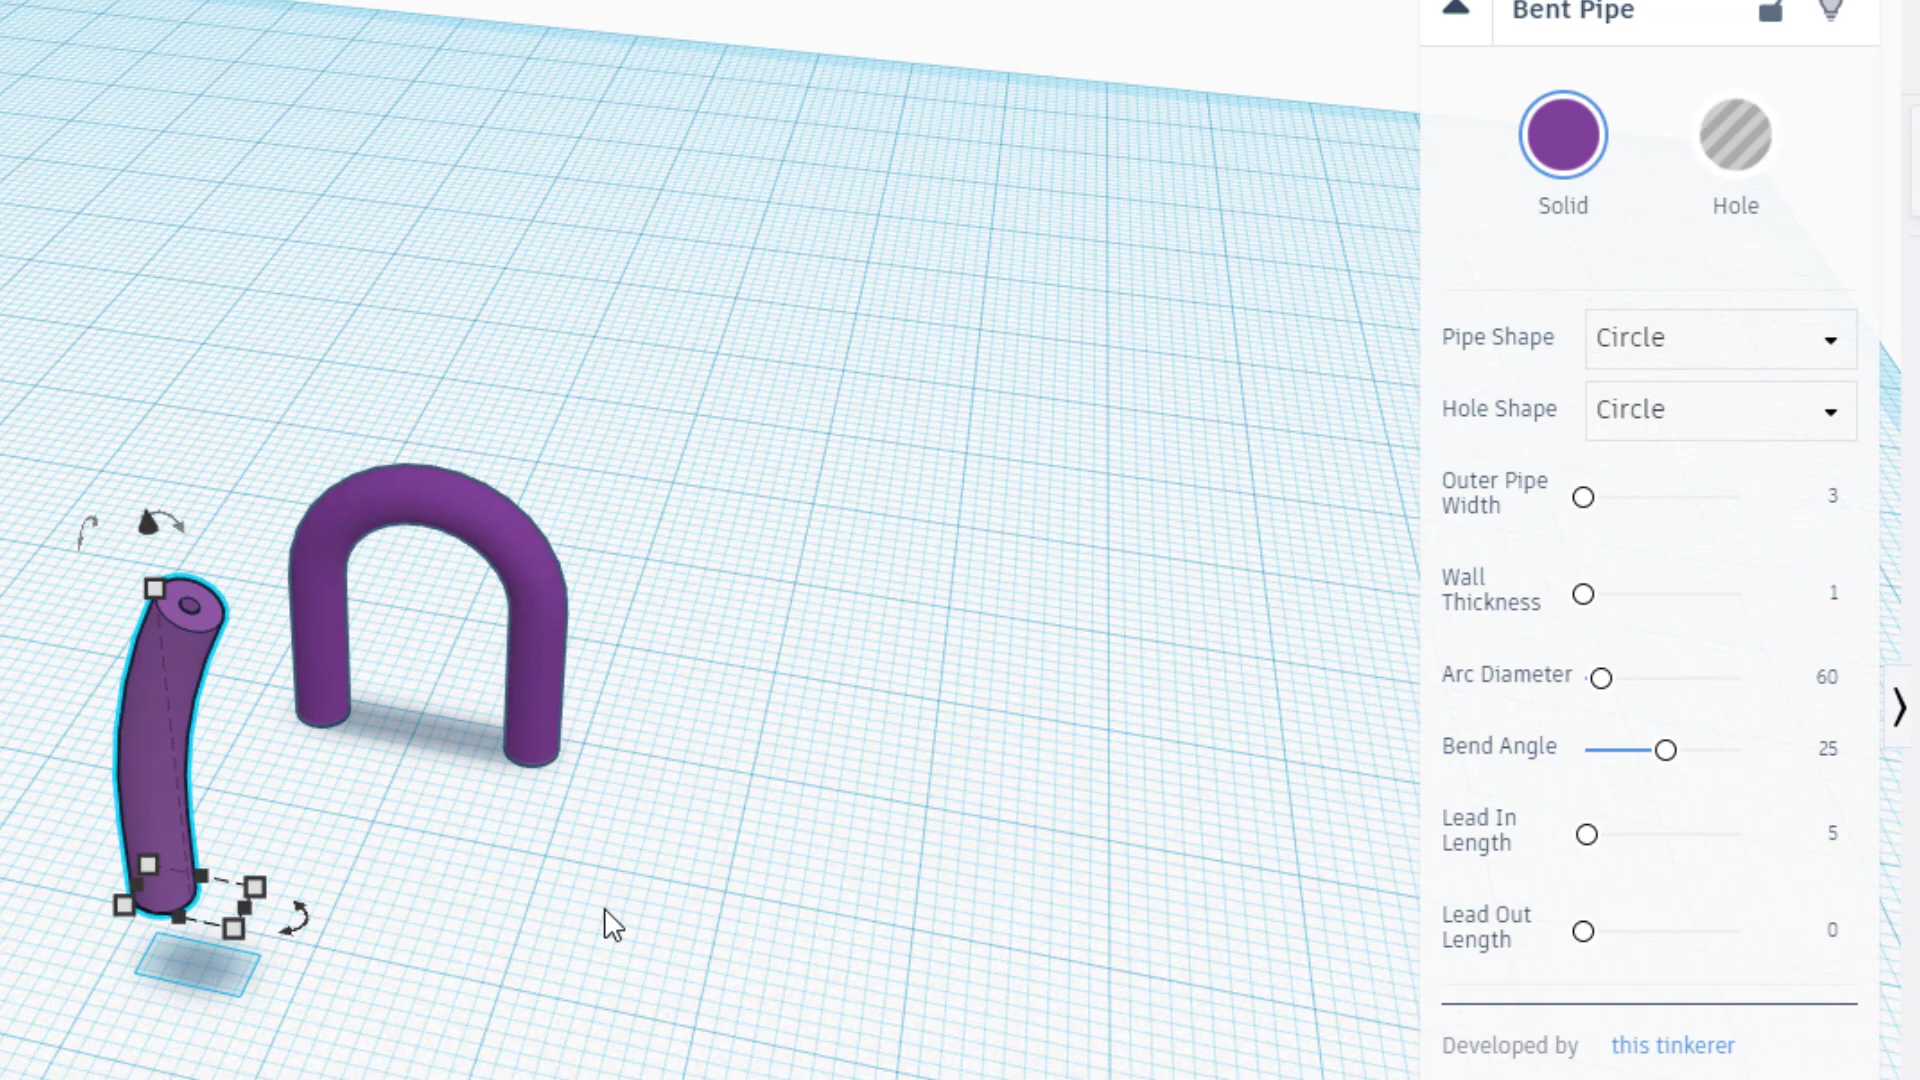 Bent Pipe
Solid
Hole
Pipe Shape
Circle
Hole Shape
Circle
Outer Pipe
Width
3
Wall
Thickness
1
Arc Diameter
60
Bend Angle
25
Lead In
Length
5
Lead Out
Length
0
Developed by this tinkerer